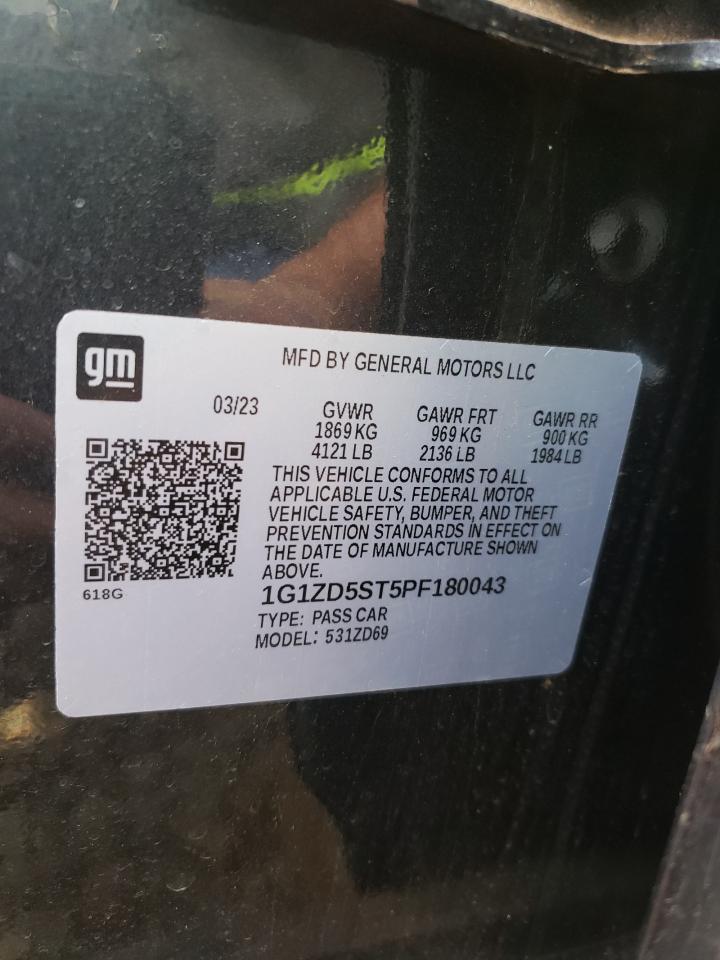 gm
MFD BY GENERAL MOTORS LLC
03/23
GVWR GAWR FRT GAWR RR
1869 KG 969 KG 900 KG
4121 LB 2136 LB 1984 LB
THIS VEHICLE CONFORMS TO ALL
APPLICABLE U.S. FEDERAL MOTOR
VEHICLE SAFETY, BUMPER, AND THEFT
PREVENTION STANDARDS IN EFFECT ON
THE DATE OF MANUFACTURE SHOWN
ABOVE.
618G
1G1ZD5ST5PF180043
TYPE: PASS CAR
MODEL: 531ZD69